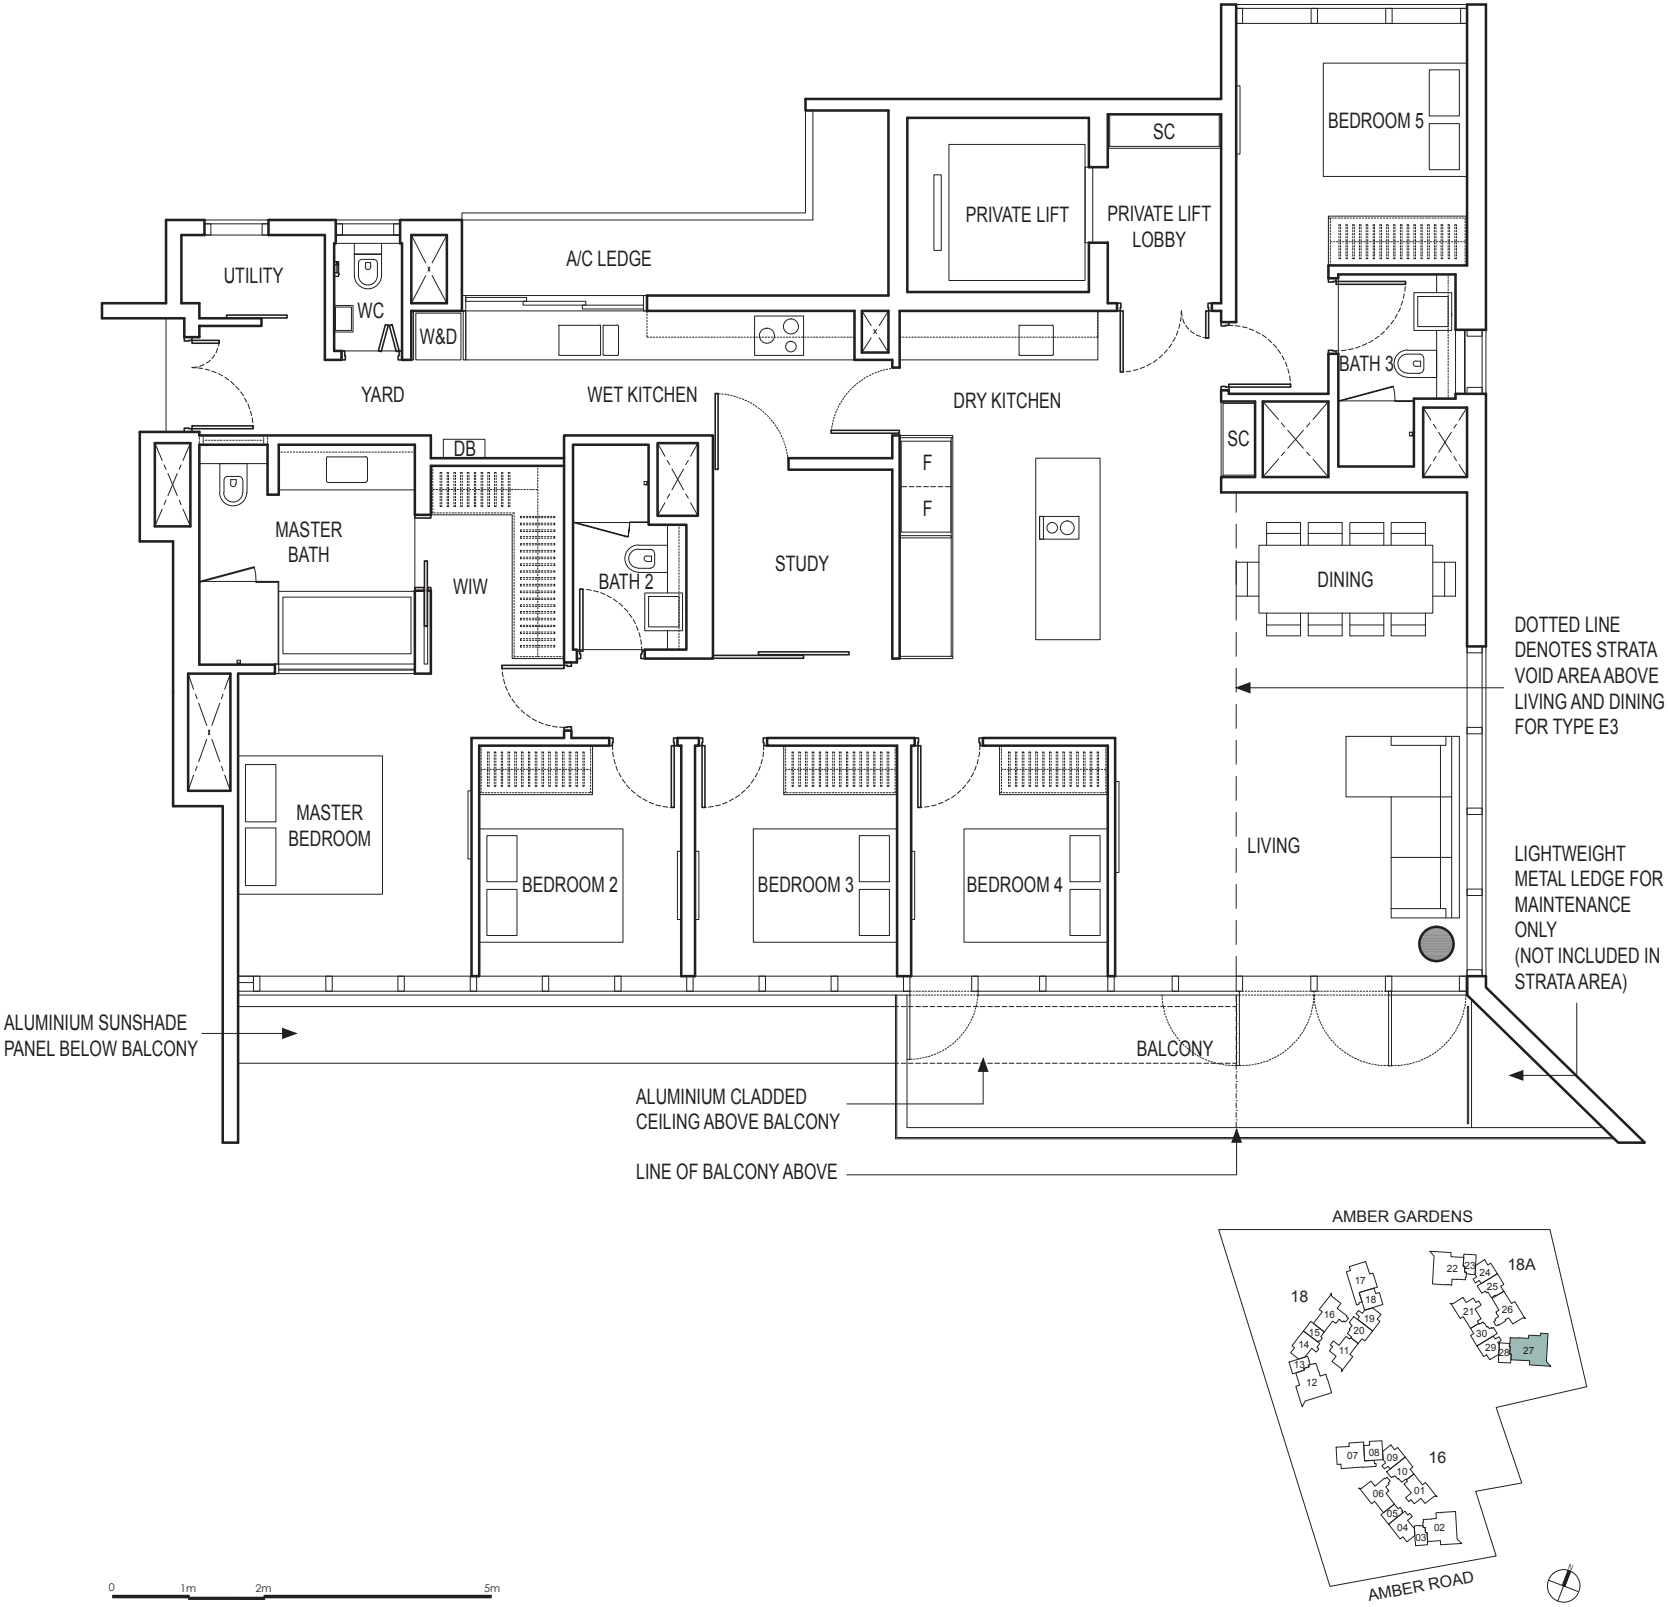 BEDROOM 5
SC
PRIVATE LIFT
PRIVATE LIFT
LOBBY
A/C LEDGE
UTILITY
WC
W&D
BATH 3
YARD
WET KITCHEN
DRY KITCHEN
SC
DB
F
F
MASTER
BATH
WIW
BATH 2
STUDY
DINING
DOTTED LINE
DENOTES STRATA
VOID AREA ABOVE
LIVING AND DINING
FOR TYPE E3
MASTER
BEDROOM
BEDROOM 2
BEDROOM 3
BEDROOM 4
LIVING
LIGHTWEIGHT
METAL LEDGE FOR
MAINTENANCE
ONLY
(NOT INCLUDED IN
STRATA AREA)
ALUMINIUM SUNSHADE
PANEL BELOW BALCONY
BALCONY
ALUMINIUM CLADDED
CEILING ABOVE BALCONY
LINE OF BALCONY ABOVE
AMBER GARDENS
18
17
18
16
19
15
20
14
11
13
12
18A
22
23
24
25
21
26
30
29
28
27
16
07
08
09
10
06
01
05
04
03
02
AMBER ROAD
N
0
1m
2m
5m